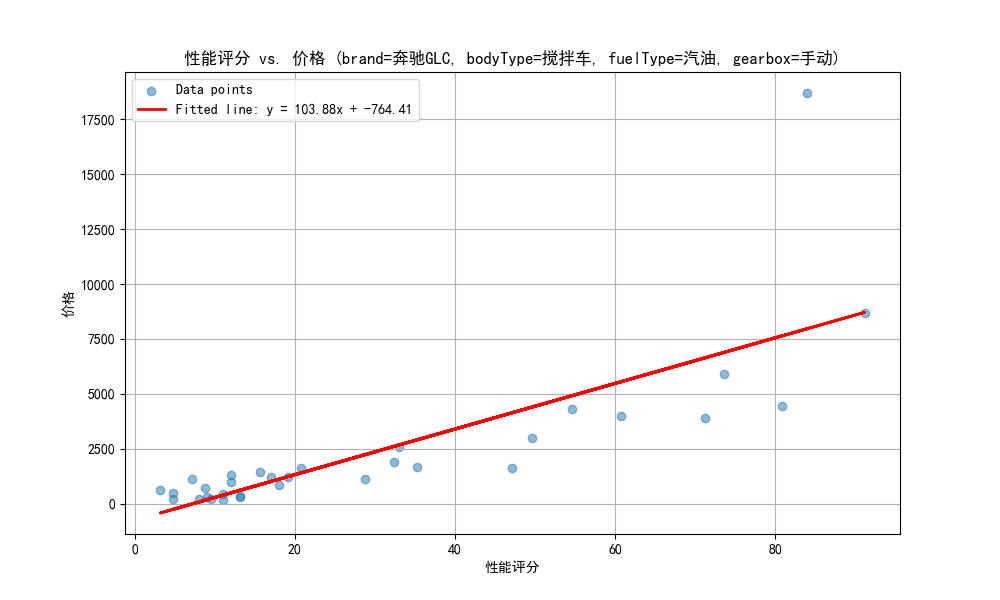 性能评分 vs. 价格 (brand=奔驰GLC, bodyType=搅拌车, fuelType=汽油, gearbox=手动)
Data points
Fitted line: y = 103.88x + -764.41
17500
15000
12500
10000
7500
5000
2500
0
价格
0 20 40 60 80
性能评分